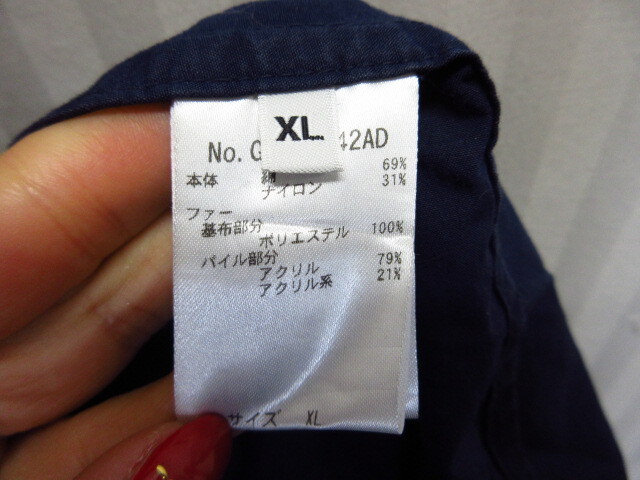 XL
No. G 42AD
本体 綿 69%
ナイロン 31%
ファー
基布部分
ポリエステル 100%
パイル部分
アクリル 79%
アクリル系 21%
サイズ XL